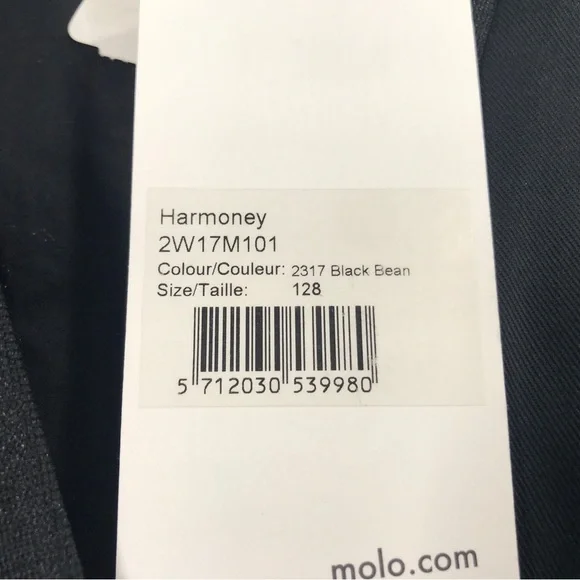 Harmoney
2W17M101
Colour/Couleur: 2317 Black Bean
Size/Taille: 128
5 712030 539980
molo.com